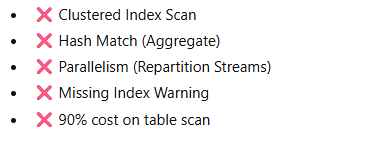 • ❌ Clustered Index Scan
• ❌ Hash Match (Aggregate)
• ❌ Parallelism (Repartition Streams)
• ❌ Missing Index Warning
• ❌ 90% cost on table scan